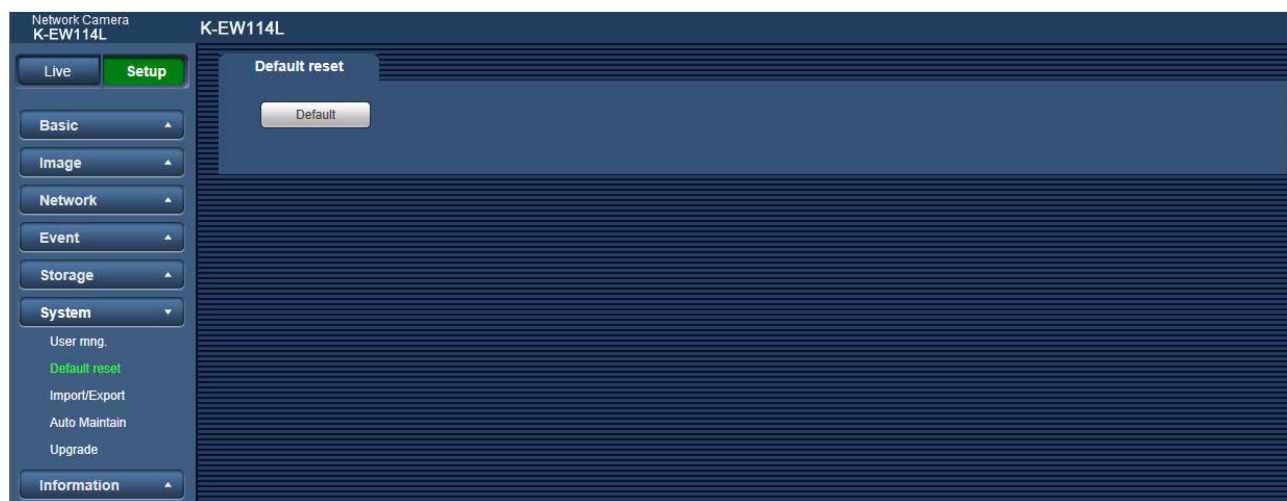 Network Camera
K-EW114L
K-EW114L
Live
Setup
Default reset
Default
Basic
Image
Network
Event
Storage
System
User mng.
Default reset
Import/Export
Auto Maintain
Upgrade
Information